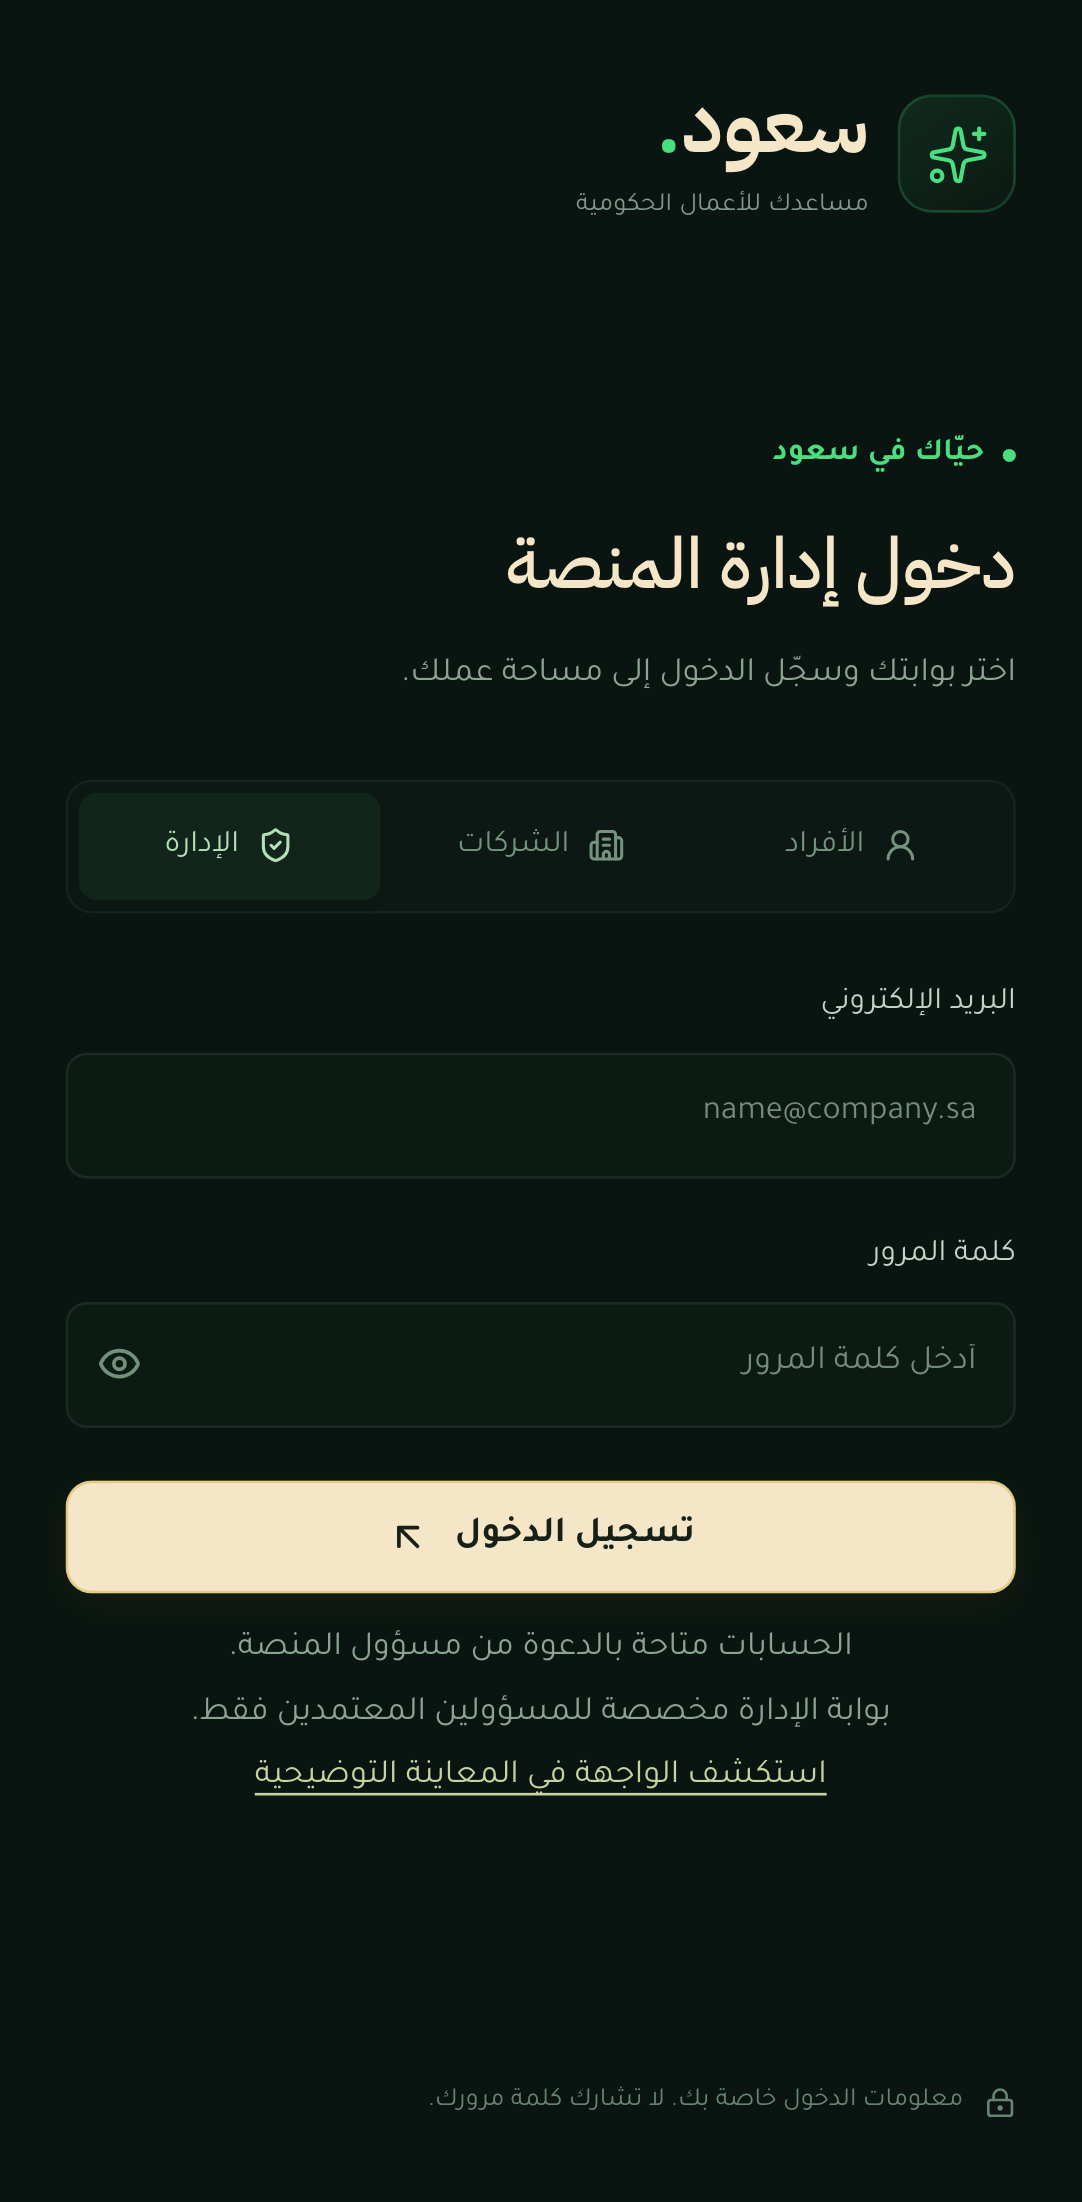 سعود.
مساعدك للأعمال الحكومية
حيّاك في سعود
دخول إدارة المنصة
اختر بوابتك وسجّل الدخول إلى مساحة عملك.
الأفراد
الشركات
الإدارة
البريد الإلكتروني
name@company.sa
كلمة المرور
أدخل كلمة المرور
تسجيل الدخول
الحسابات متاحة بالدعوة من مسؤول المنصة.
بوابة الإدارة مخصصة للمسؤولين المعتمدين فقط.
استكشف الواجهة في المعاينة التوضيحية
معلومات الدخول خاصة بك. لا تشارك كلمة مرورك.